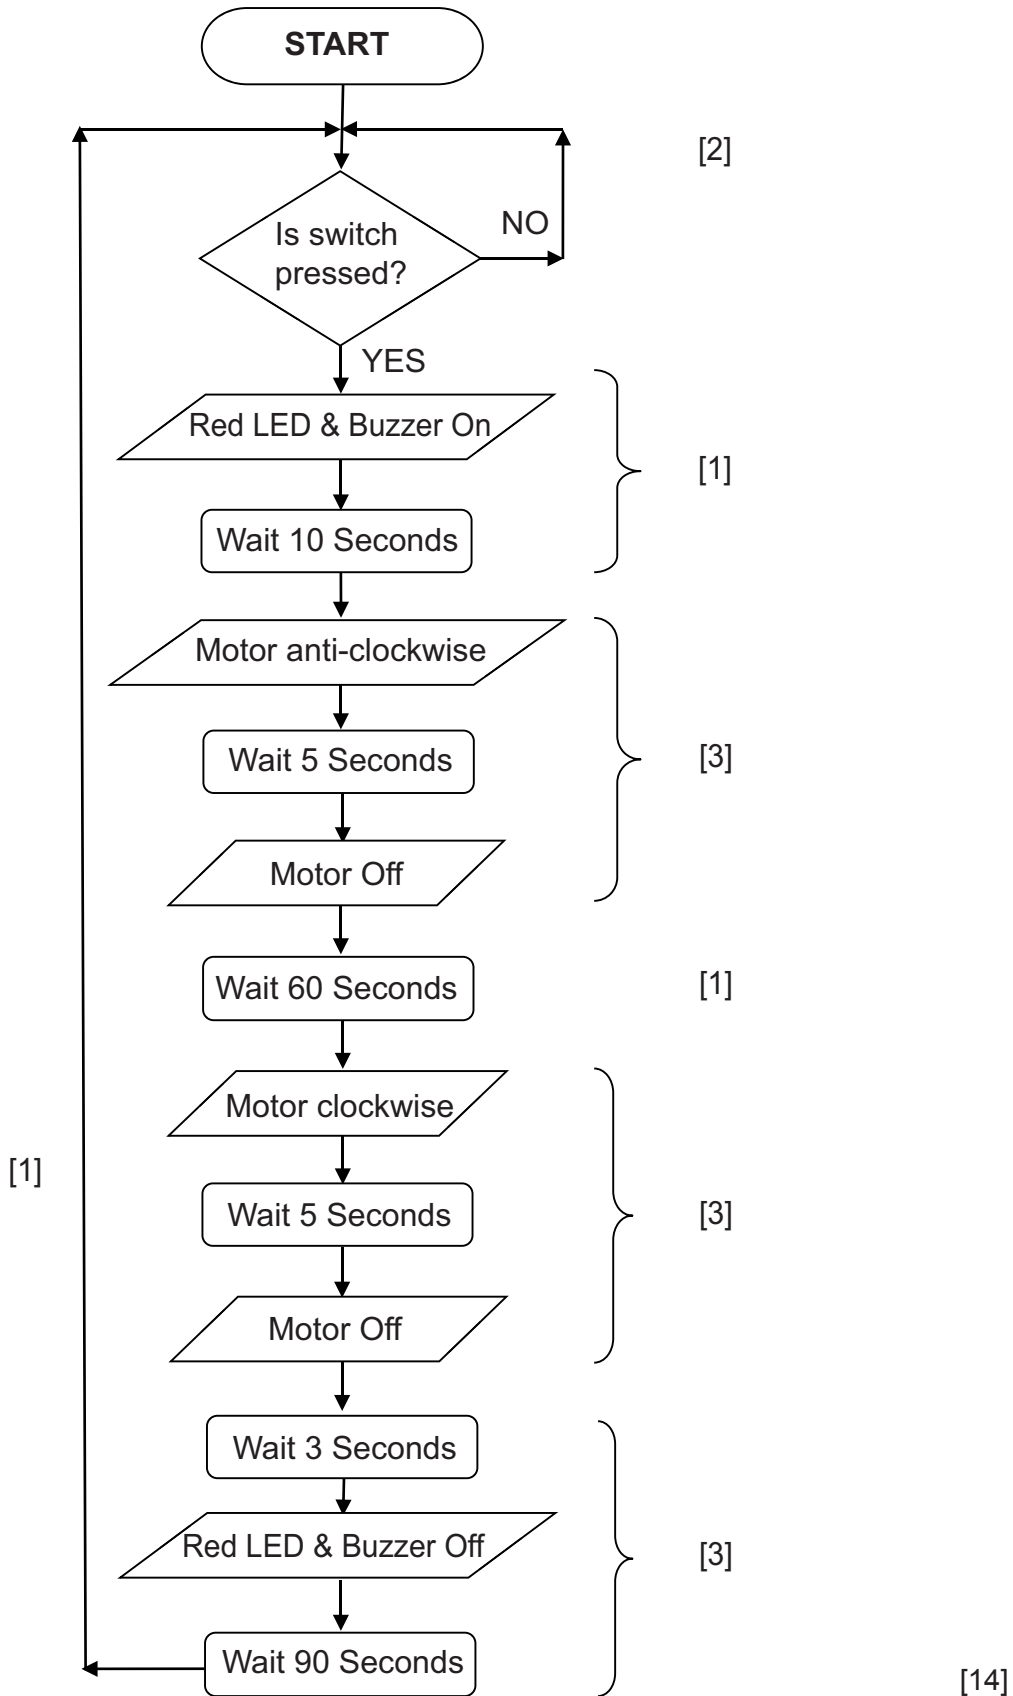 START
[2]
NO
Is switch
pressed?
YES
Red LED & Buzzer On
[1]
Wait 10 Seconds
Motor anti-clockwise
Wait 5 Seconds
[3]
Motor Off
Wait 60 Seconds
[1]
Motor clockwise
[1]
Wait 5 Seconds
[3]
Motor Off
Wait 3 Seconds
Red LED & Buzzer Off
[3]
Wait 90 Seconds
[14]